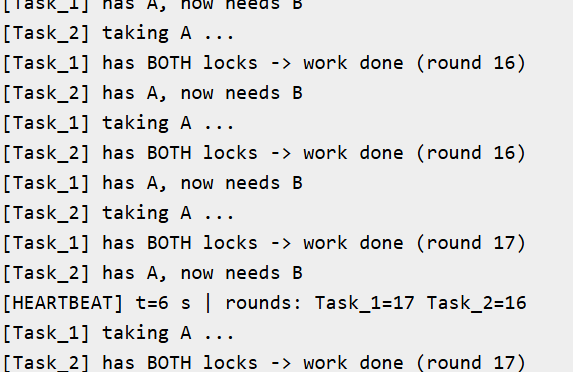 [Task_1] has A, now needs B
[Task_2] taking A ...
[Task_1] has BOTH locks -> work done (round 16)
[Task_2] has A, now needs B
[Task_1] taking A ...
[Task_2] has BOTH locks -> work done (round 16)
[Task_1] has A, now needs B
[Task_2] taking A ...
[Task_1] has BOTH locks -> work done (round 17)
[Task_2] has A, now needs B
[HEARTBEAT] t=6 s | rounds: Task_1=17 Task_2=16
[Task_1] taking A ...
[Task_2] has BOTH locks -> work done (round 17)